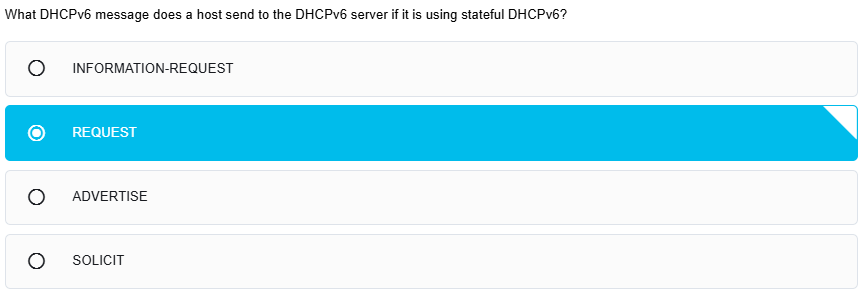 What DHCPv6 message does a host send to the DHCPv6 server if it is using stateful DHCPv6?
INFORMATION-REQUEST
REQUEST
ADVERTISE
SOLICIT